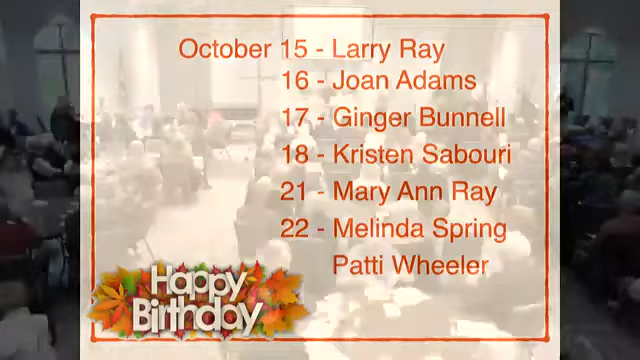 October 15 - Larry Ray
16 - Joan Adams
17 - Ginger Bunnell
18 - Kristen Sabouri
21 - Mary Ann Ray
22 - Melinda Spring
Patti Wheeler
Happy
Birthday